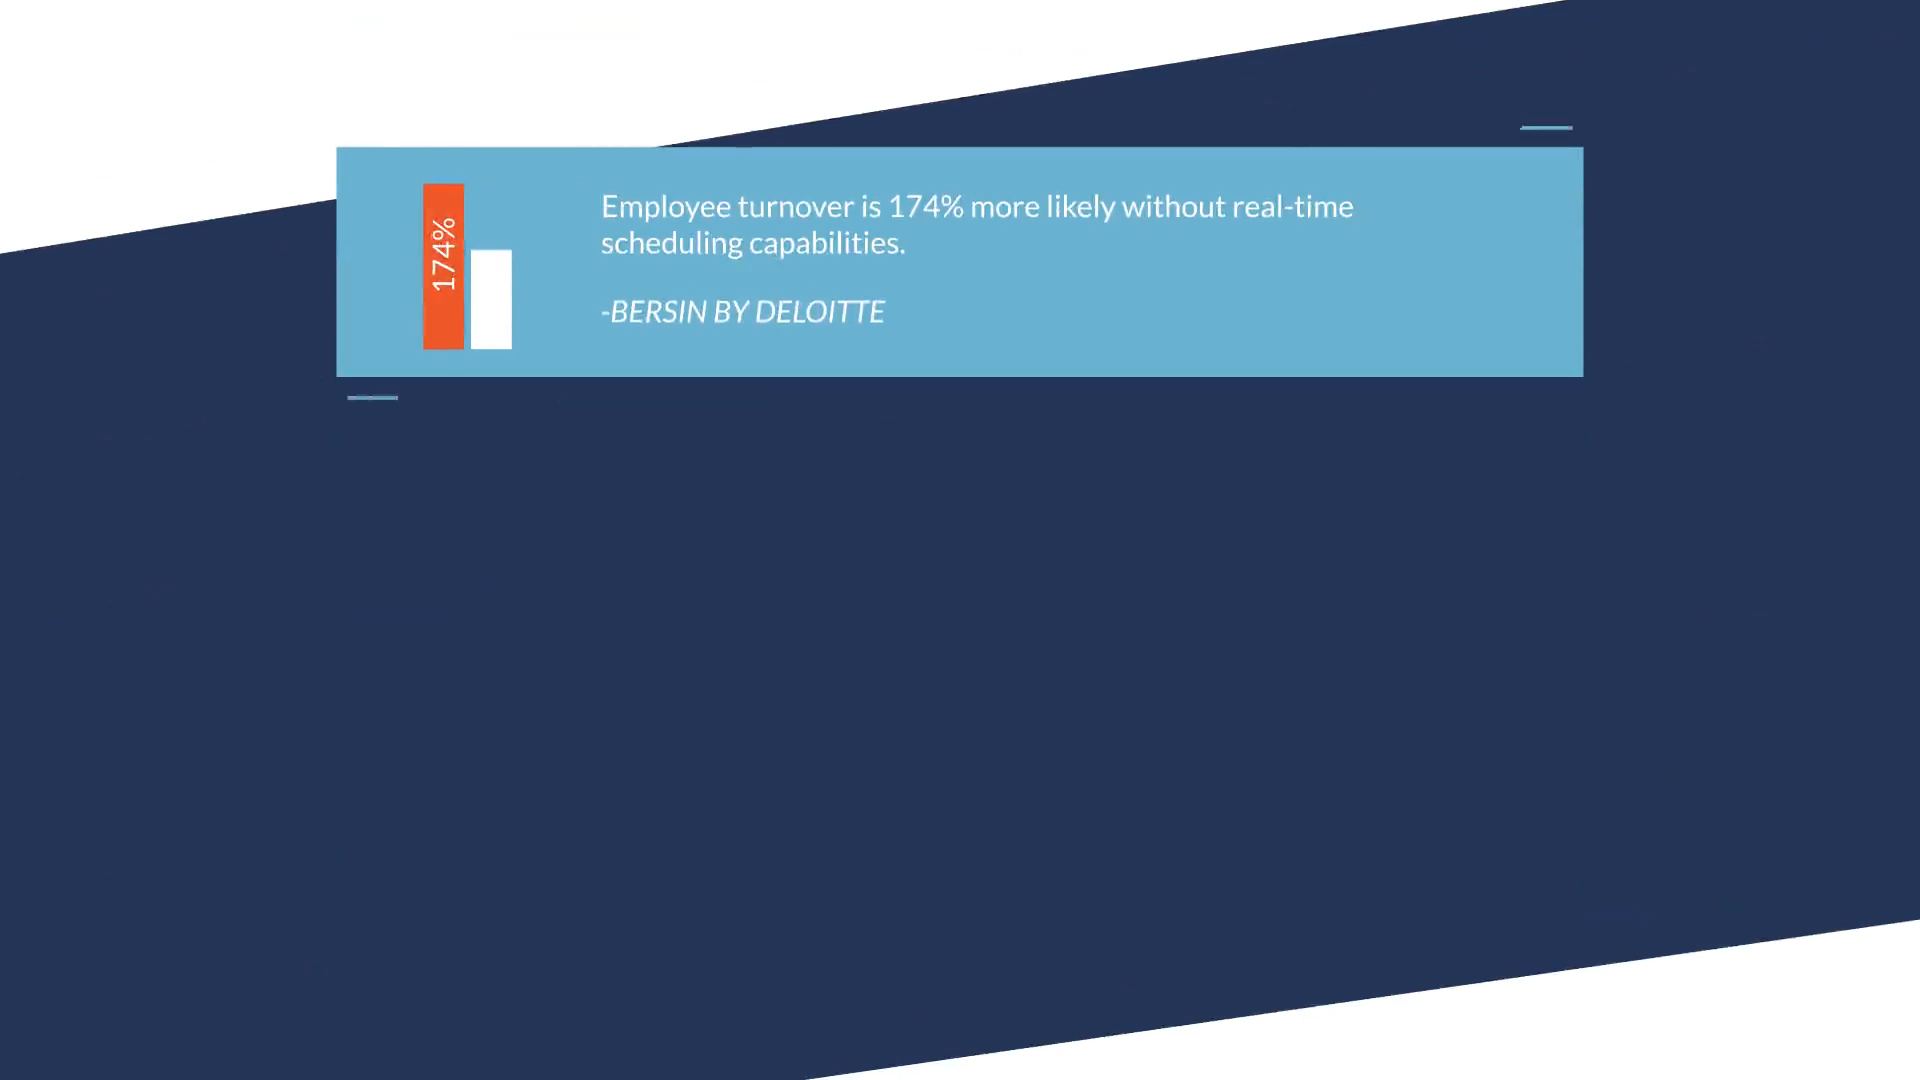 174%
Employee turnover is 174% more likely without real-time
scheduling capabilities.
-BERSIN BY DELOITTE